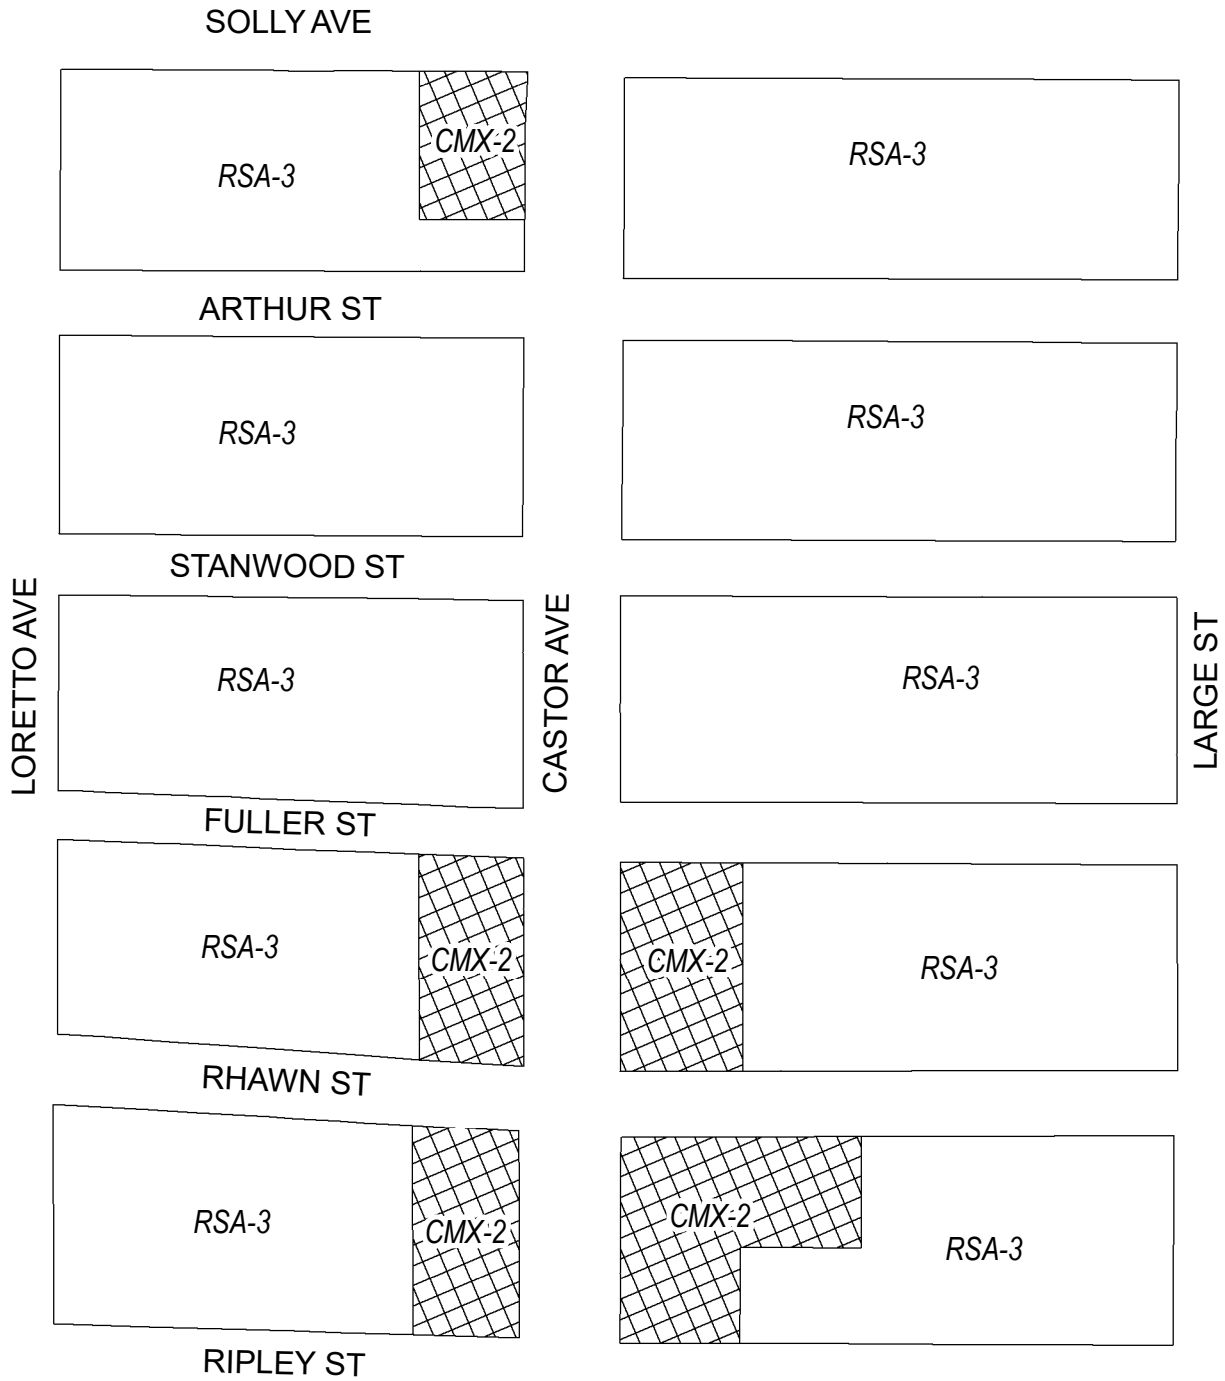 SOLLY AVE
CMX-2
RSA-3
RSA-3
ARTHUR ST
RSA-3
RSA-3
STANWOOD ST
LORETTO AVE
RSA-3
CASTOR AVE
RSA-3
LARGE ST
FULLER ST
RSA-3
CMX-2
CMX-2
RSA-3
RHAWN ST
RSA-3
CMX-2
CMX-2
RSA-3
RIPLEY ST